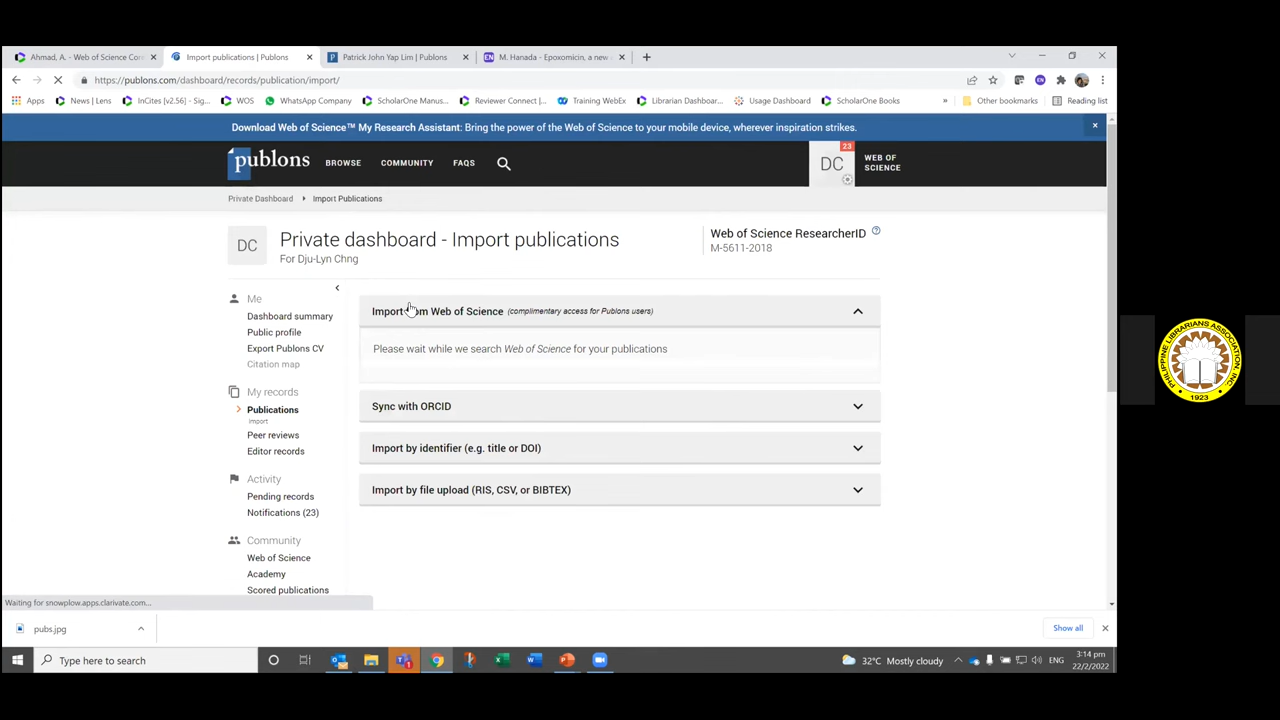 Ahmad, A. - Web of Science Cor
Import publications | Publons
Patrick John Yap Lim | Publons
M. Hanada - Epoxomicin, a new
https://publons.com/dashboard/records/publication/import/
Apps
News | Lens
InCites [v2.56] - Sig...
WOS
WhatsApp Company
ScholarOne Manus...
Reviewer Connect |...
Training WebEx
Librarian Dashboar...
Usage Dashboard
ScholarOne Books
»
Other bookmarks
Reading list
Download Web of Science™ My Research Assistant: Bring the power of the Web of Science to your mobile device, wherever inspiration strikes.
publons
BROWSE
COMMUNITY
FAQS
23
DC
WEB OF
SCIENCE
Private Dashboard
Import Publications
DC
Private dashboard - Import publications
For Dju-Lyn Chng
Web of Science ResearcherID
M-5611-2018
Me
Dashboard summary
Public profile
Export Publons CV
Citation map
My records
Publications
Import
Peer reviews
Editor records
Activity
Pending records
Notifications (23)
Community
Web of Science
Academy
Scored publications
Import from Web of Science (complimentary access for Publons users)
Please wait while we search Web of Science for your publications
Sync with ORCID
Import by identifier (e.g. title or DOI)
Import by file upload (RIS, CSV, or BIBTEX)
Waiting for snowplow.apps.clarivate.com...
pubs.jpg
Show all
Type here to search
32°C Mostly cloudy
ENG
3:14 pm
22/2/2022
PHILIPPINE LIBRARIANS ASSOCIATION, INC.
1923